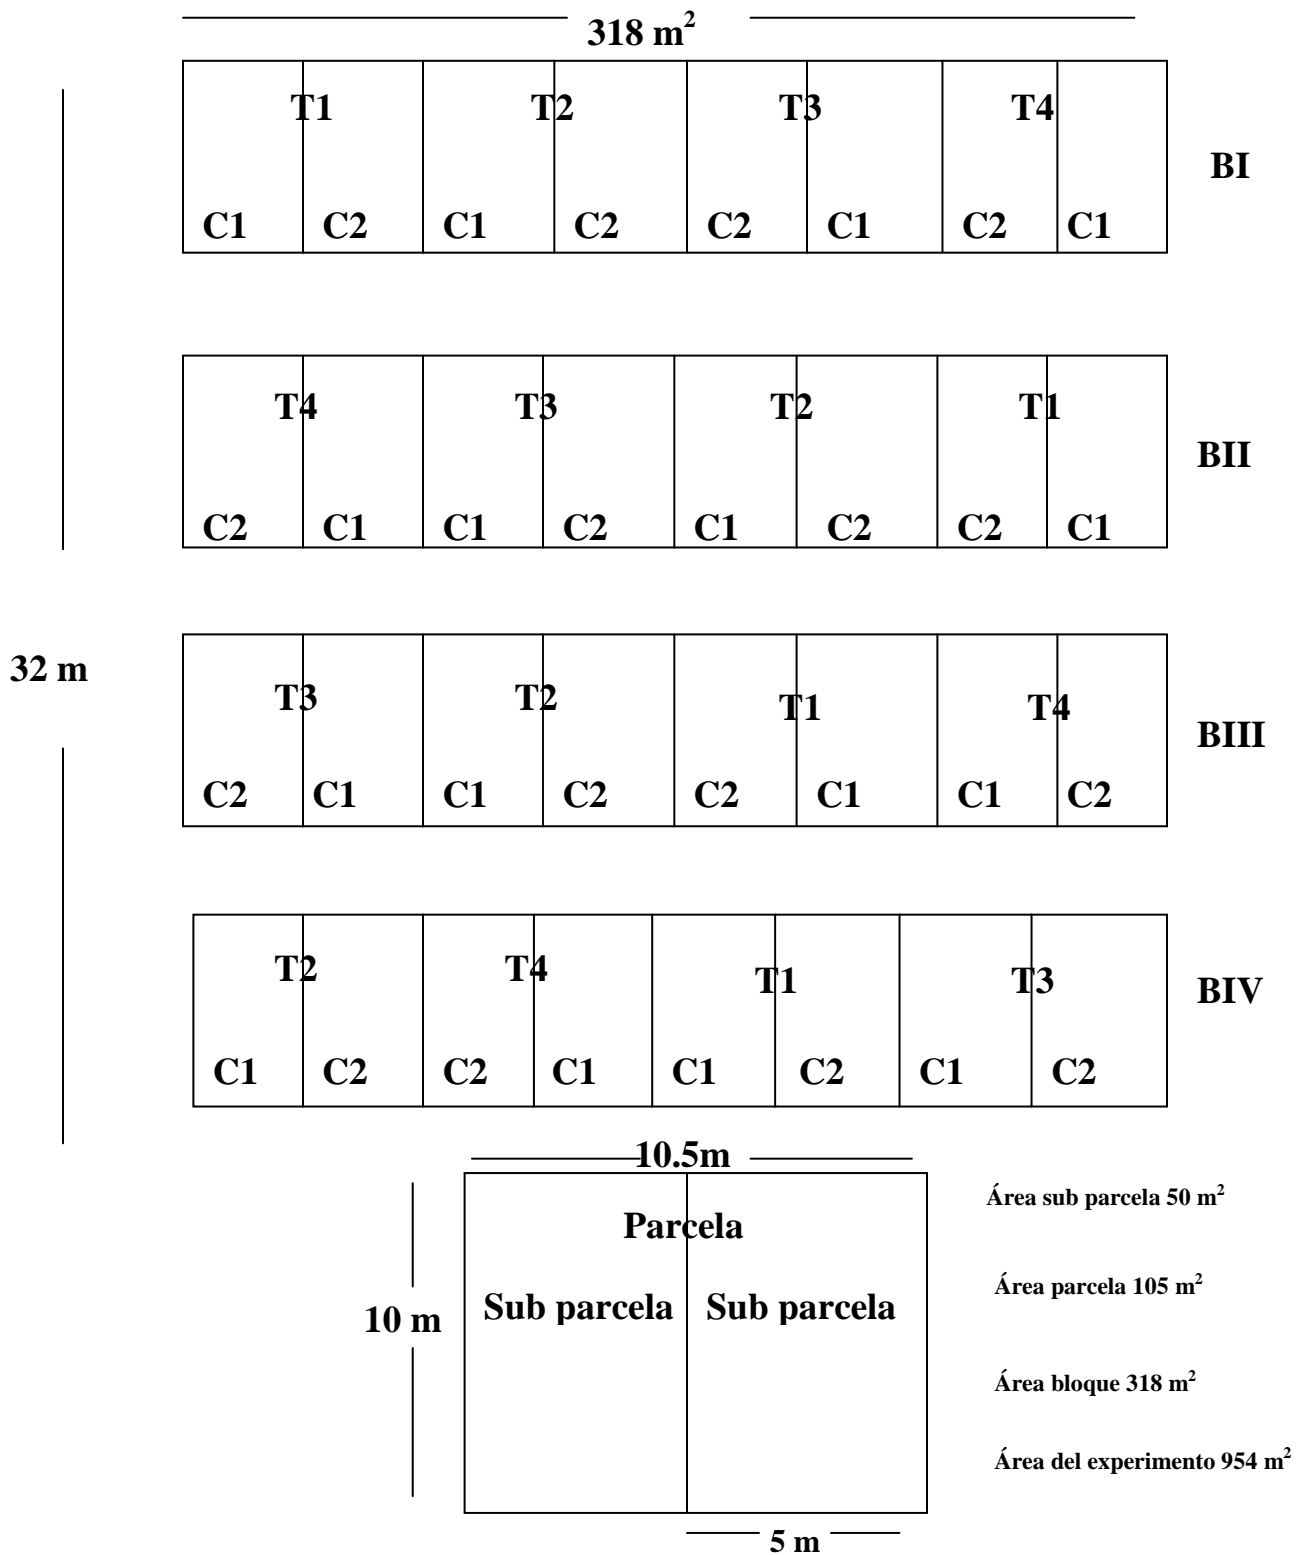 318 m²
T1 T2 T3 T4
BI
C1 C2 C1 C2 C2 C1 C2 C1
T4 T3 T2 T1
BII
C2 C1 C1 C2 C1 C2 C2 C1
32 m
T3 T2 T1 T4
BIII
C2 C1 C1 C2 C2 C1 C1 C2
T2 T4 T1 T3
BIV
C1 C2 C2 C1 C1 C2 C1 C2
10.5m
Área sub parcela 50 m²
Parcela
Área parcela 105 m²
Sub parcela Sub parcela
10 m
Área bloque 318 m²
Área del experimento 954 m²
5 m